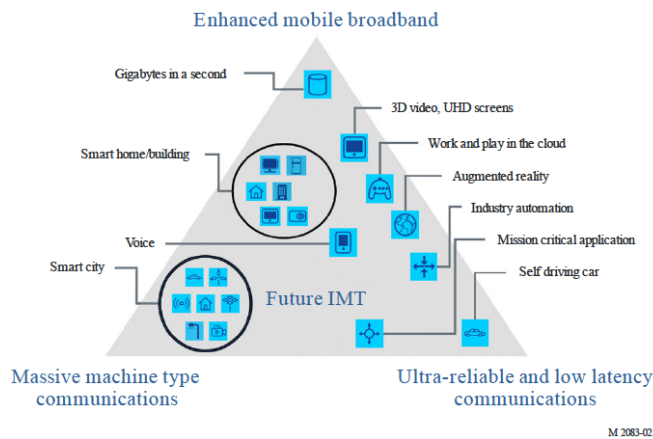 Enhanced mobile broadband
Gigabytes in a second
3D video, UHD screens
Smart home/building
Work and play in the cloud
Augmented reality
Industry automation
Voice
Mission critical application
Smart city
Self driving car
Future IMT
Massive machine type
communications
Ultra-reliable and low latency
communications
M 2083-02